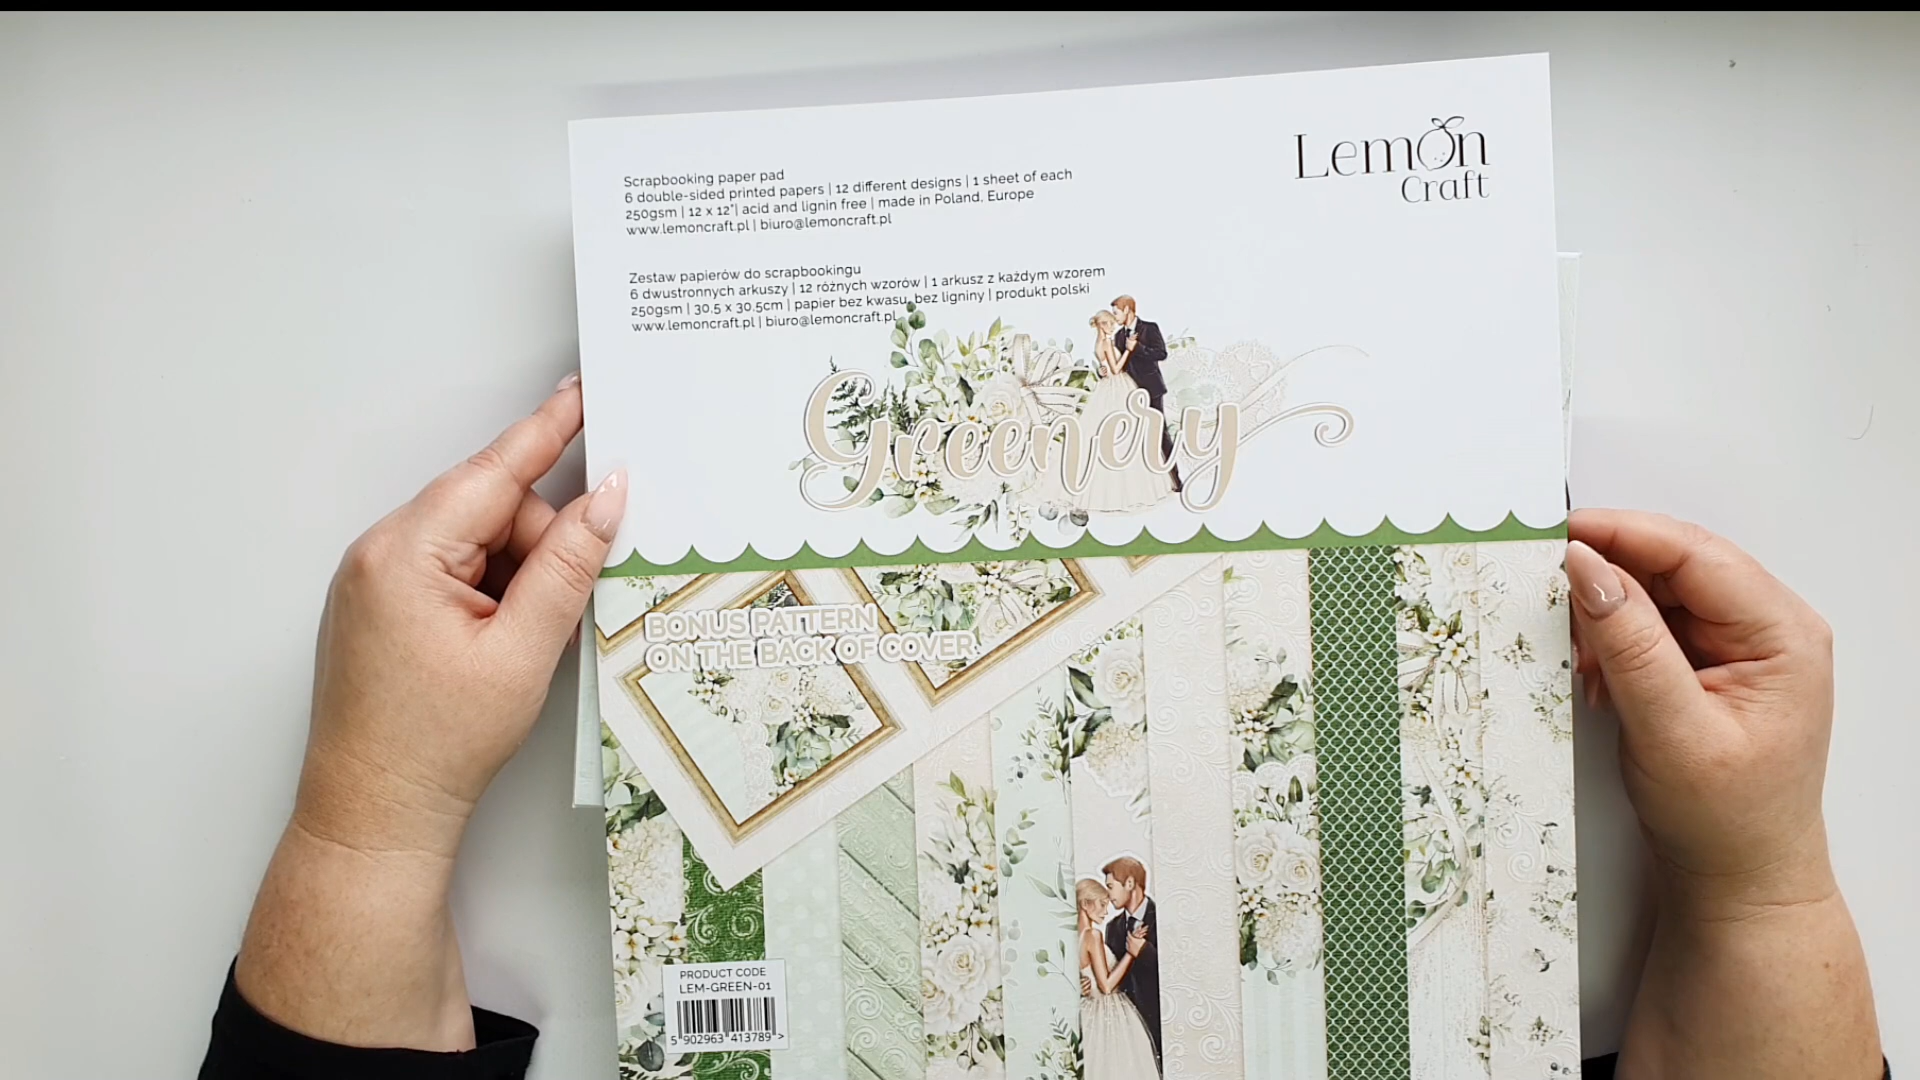 Lemon
Craft
Scrapbooking paper pad
6 double-sided printed papers | 12 different designs | 1 sheet of each
250gsm | 12 x 12"| acid and lignin free | made in Poland, Europe
www.lemoncraft.pl | biuro@lemoncraft.pl
Zestaw papierów do scrapbookingu
6 dwustronnych arkuszy | 12 różnych wzorów | 1 arkusz z każdym wzorem
250gsm | 30.5 x 30.5cm | papier bez kwasu, bez ligniny | produkt polski
www.lemoncraft.pl | biuro@lemoncraft.pl
Greenery
BONUS PATTERN
ON THE BACK OF COVER
PRODUCT CODE
LEM-GREEN-01
5 902963 413789 >